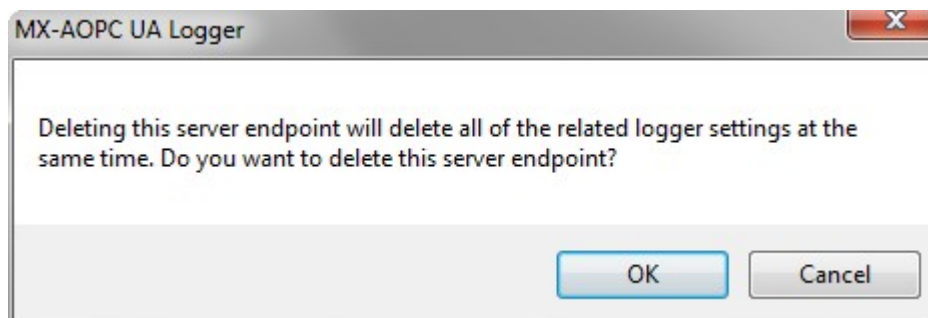 MX-AOPC UA Logger
Deleting this server endpoint will delete all of the related logger settings at the
same time. Do you want to delete this server endpoint?
OK
Cancel